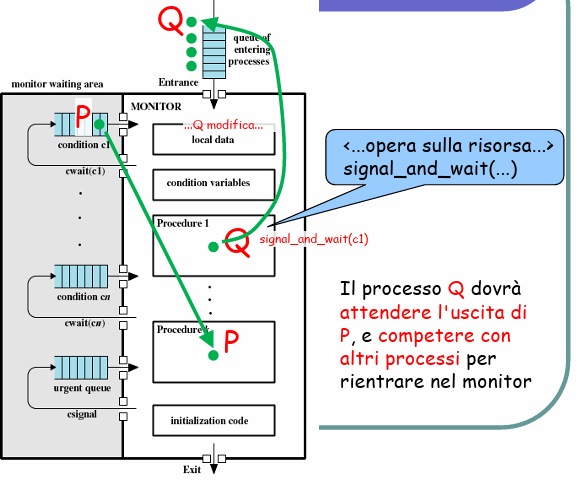 Q
queue of
entering
processes
Entrance
monitor waiting area
MONITOR
P
...Q modifica...
local data
condition c1
cwait(c1)
condition variables
<...opera sulla risorsa...>
signal_and_wait(...)
Procedure 1
Q
signal_and_wait(c1)
condition cn
cwait(cn)
Il processo Q dovrà
attendere l'uscita di
P, e competere con
altri processi per
rientrare nel monitor
Procedure
P
urgent queue
csignal
initialization code
Exit